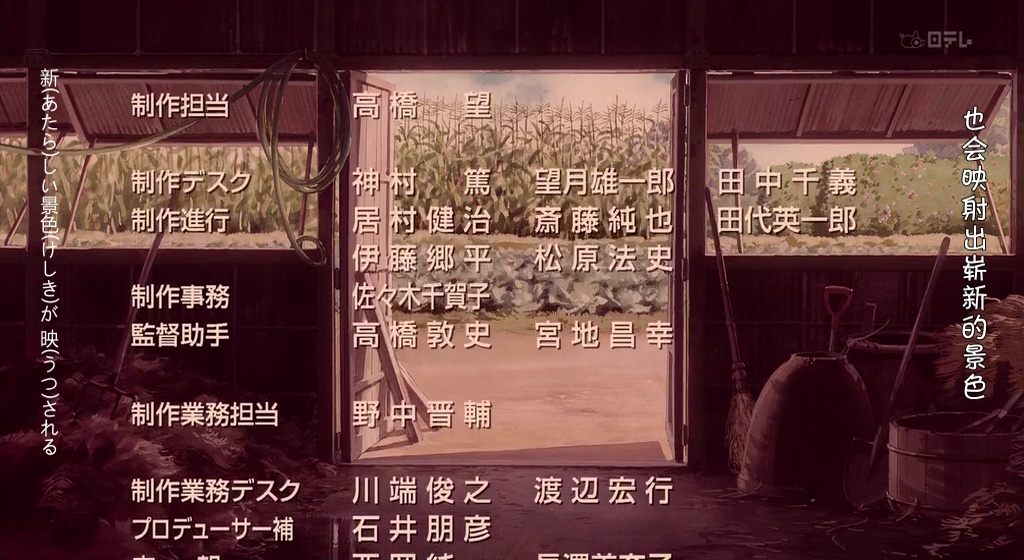 日テレ
新(あたら)しい景色(けしき)が 映(うつ)される
也会映射出崭新的景色
制作担当 高橋 望
制作デスク 神村 篤 望月雄一郎 田中千義
制作進行 居村健治 斎藤純也 田代英一郎
伊藤郷平 松原法史
制作事務 佐々木千賀子
監督助手 高橋敦史 宮地昌幸
制作業務担当 野中晋輔
制作業務デスク 川端俊之 渡辺宏行
プロデューサー補 石井朋彦